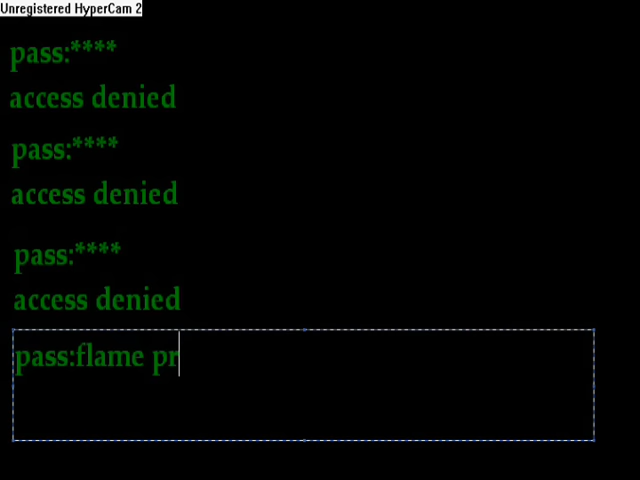 Unregistered HyperCam 2
pass:****
access denied
pass:****
access denied
pass:****
access denied
pass:flame pr